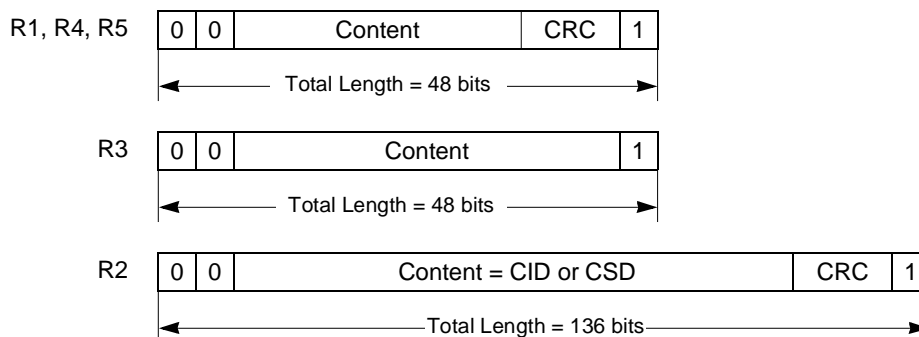 R1, R4, R5 0 0 Content CRC 1
Total Length = 48 bits
R3 0 0 Content 1
Total Length = 48 bits
R2 0 0 Content = CID or CSD CRC 1
Total Length = 136 bits